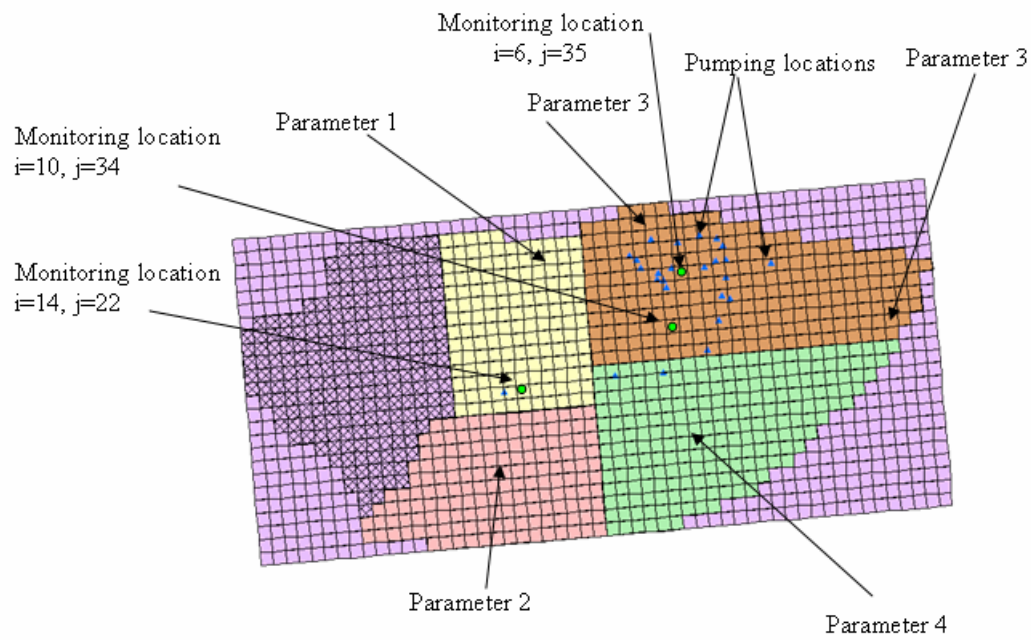 Monitoring location
i=6, j=35
Pumping locations
Parameter 3
Parameter 3
Parameter 1
Monitoring location
i=10, j=34
Monitoring location
i=14, j=22
Parameter 2
Parameter 4